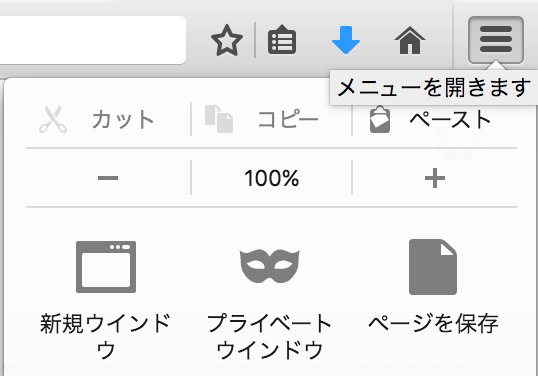 メニューを開きます
カット コピー ペースト
100%
新規ウインド プライベート ページを保存
ウ ウインドウ